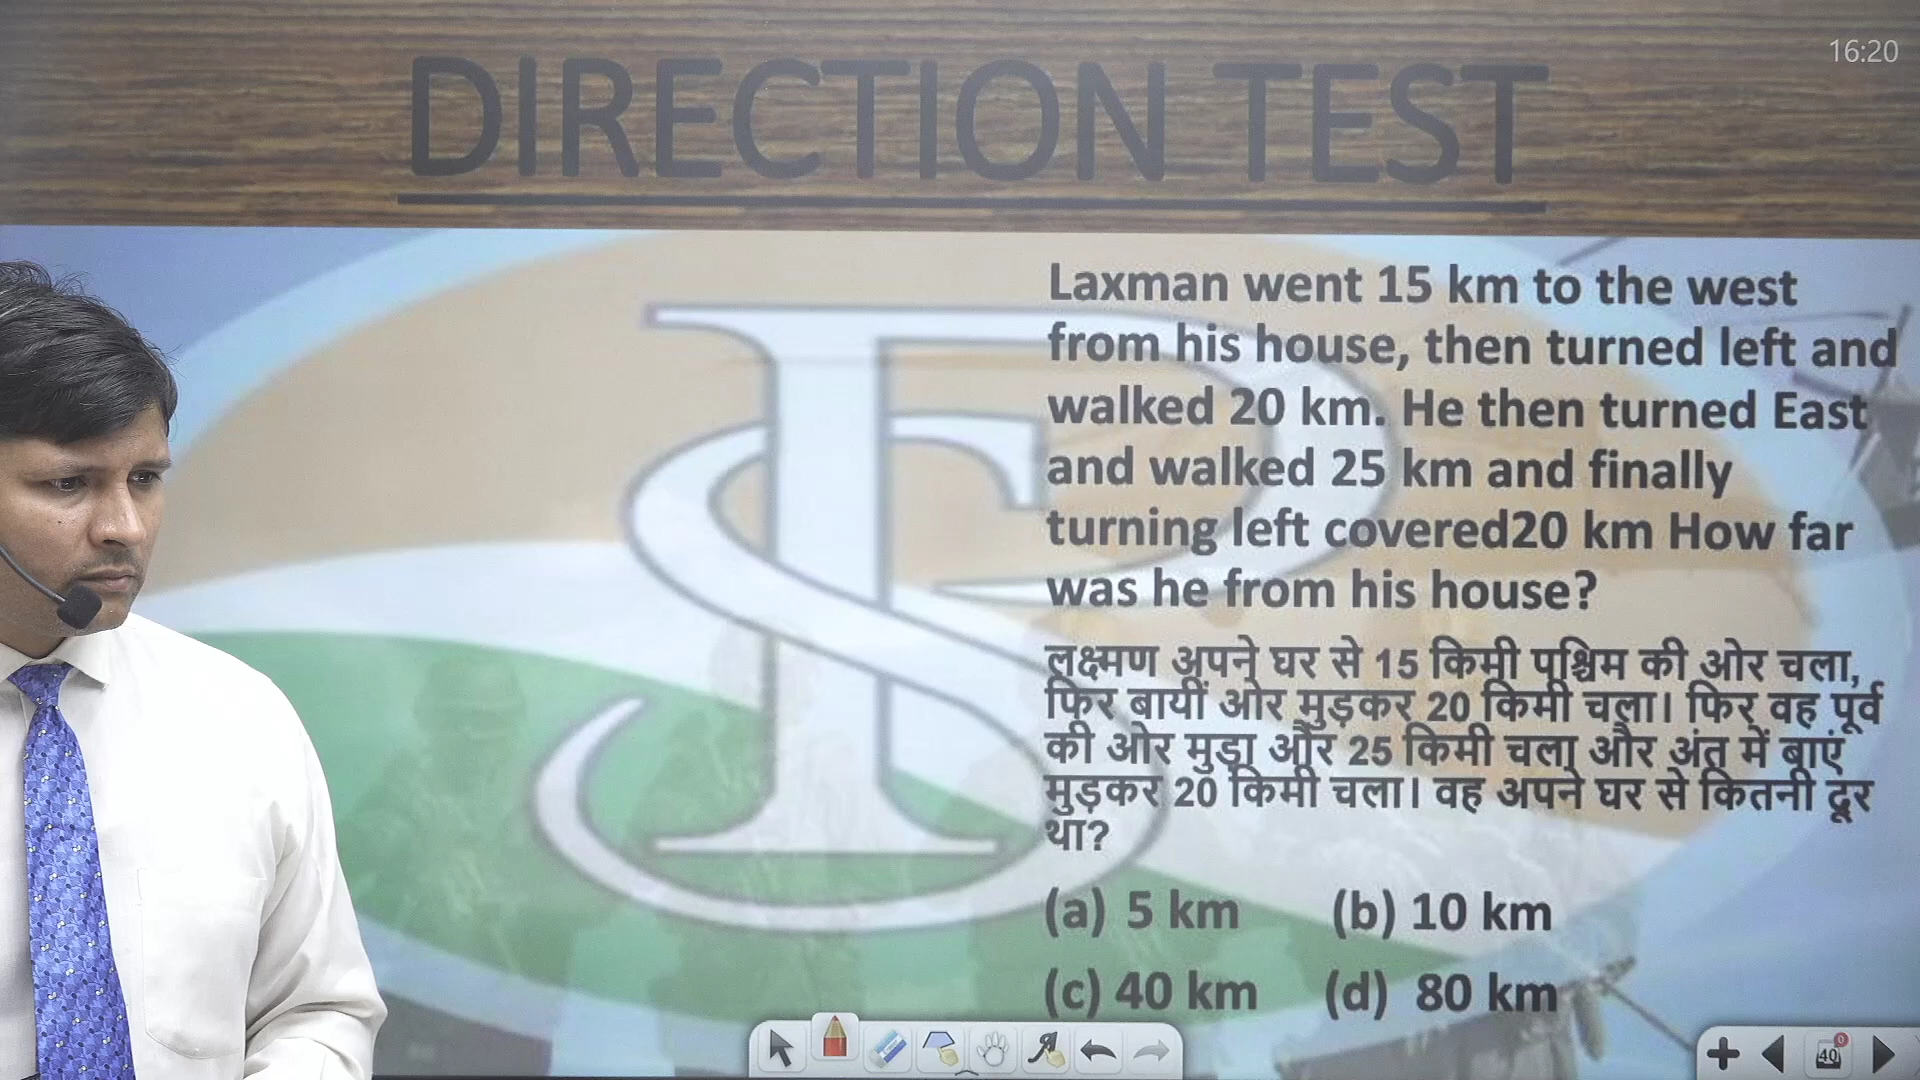 16:20
DIRECTION TEST
Laxman went 15 km to the west
from his house, then turned left and
walked 20 km. He then turned East
and walked 25 km and finally
turning left covered20 km How far
was he from his house?
लक्ष्मण अपने घर से 15 किमी पश्चिम की ओर चला,
फिर बायीं ओर मुड़कर 20 किमी चला। फिर वह पूर्व
की ओर मुड़ा और 25 किमी चला और अंत में बाएं
मुड़कर 20 किमी चला। वह अपने घर से कितनी दूर
था?
(a) 5 km (b) 10 km
(c) 40 km (d) 80 km
40
0